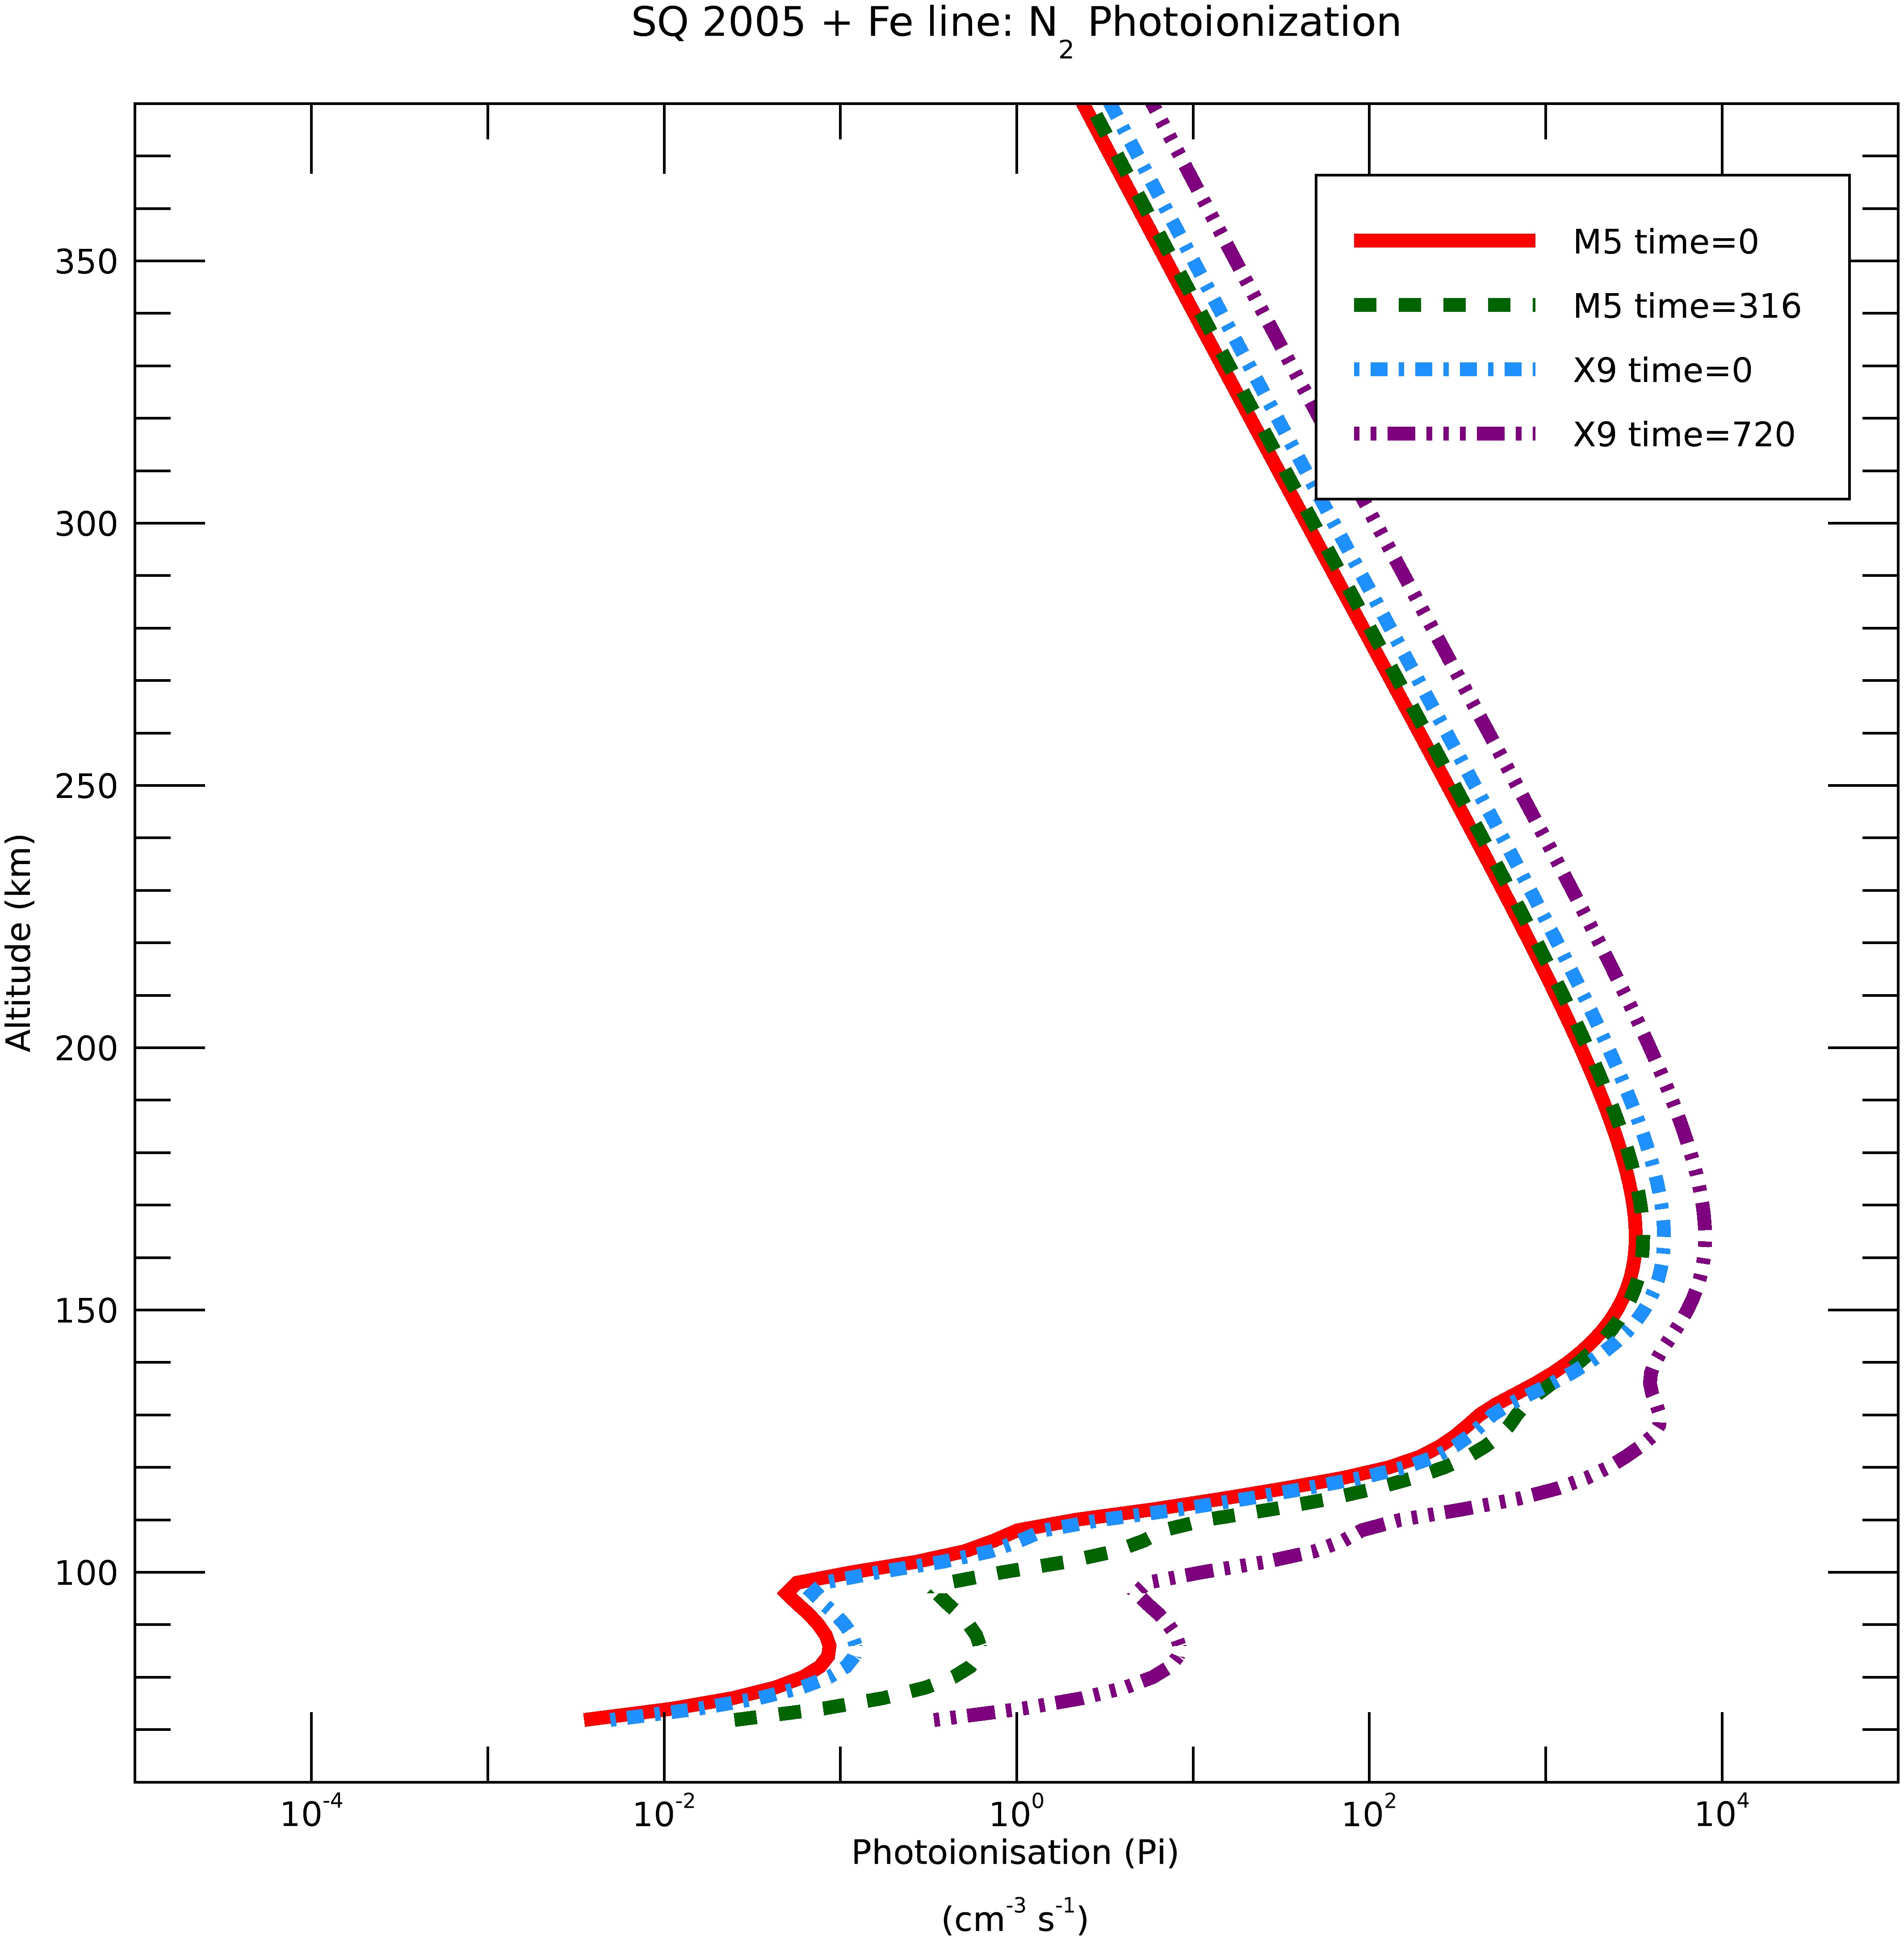 SQ 2005 + Fe line: N₂ Photoionization
M5 time=0
M5 time=316
X9 time=0
X9 time=720
Altitude (km)
350
300
250
200
150
100
10⁻⁴ 10⁻² 10⁰ 10² 10⁴
Photoionisation (Pi)
(cm⁻³ s⁻¹)